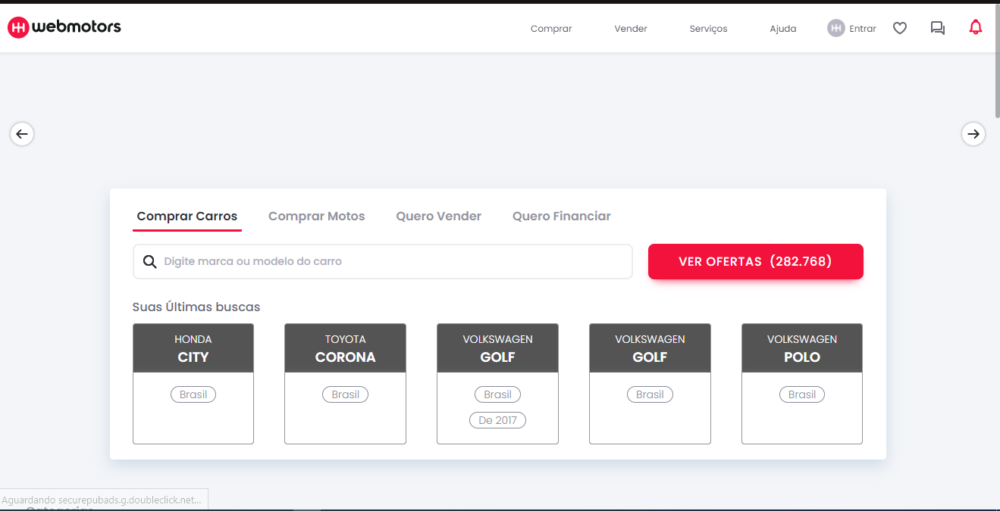 webmotors
Comprar Vender Serviços Ajuda Entrar
Comprar Carros Comprar Motos Quero Vender Quero Financiar
Digite marca ou modelo do carro
VER OFERTAS (282.768)
Suas Últimas buscas
HONDA TOYOTA VOLKSWAGEN VOLKSWAGEN VOLKSWAGEN
CITY CORONA GOLF GOLF POLO
Brasil Brasil Brasil Brasil Brasil
De 2017
Aguardando securepubads.g.doubleclick.net...